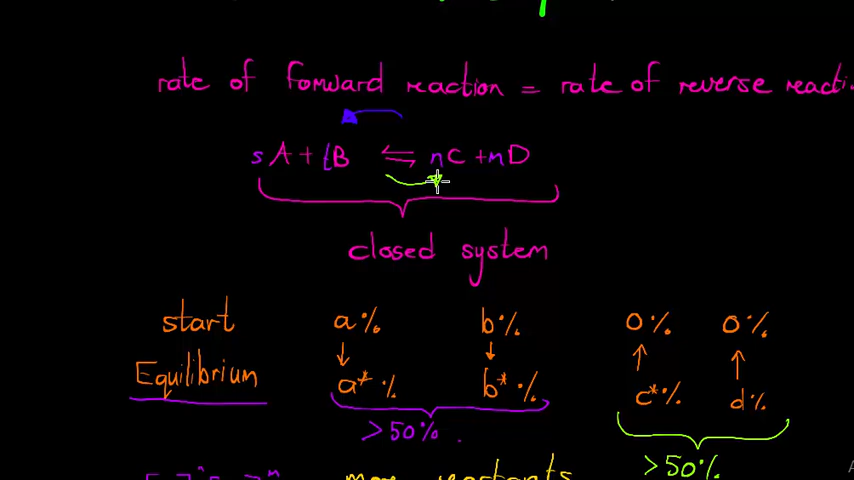 rate of forward reaction = rate of reverse reacti
sA + tB ⇌ nC + mD
closed system
start a% b% 0% 0%
Equilibrium a*% b*% c*% d%
>50%.
>50%